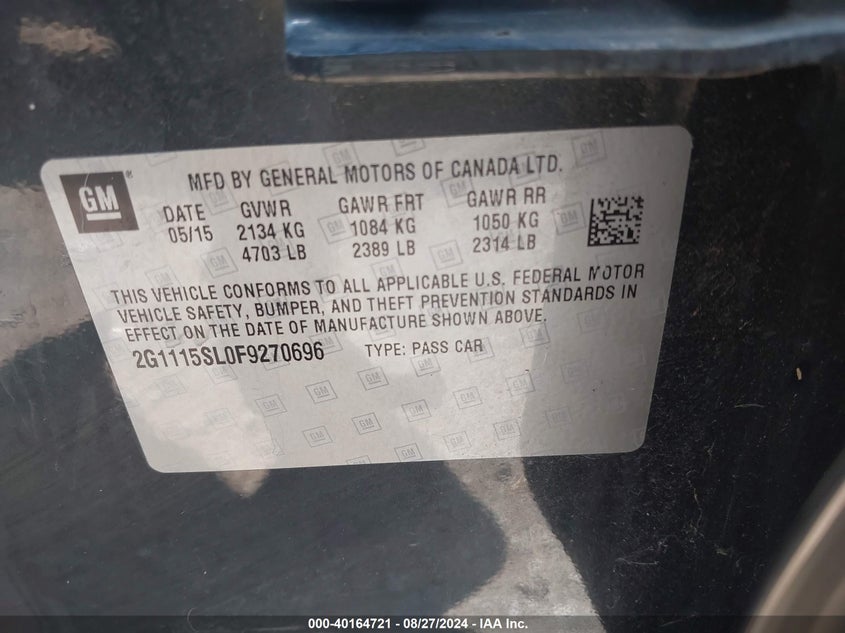 GM ®
MFD BY GENERAL MOTORS OF CANADA LTD.
DATE GVWR GAWR FRT GAWR RR
05/15 2134 KG 1084 KG 1050 KG
4703 LB 2389 LB 2314 LB
THIS VEHICLE CONFORMS TO ALL APPLICABLE U.S. FEDERAL MOTOR
VEHICLE SAFETY, BUMPER, AND THEFT PREVENTION STANDARDS IN
EFFECT ON THE DATE OF MANUFACTURE SHOWN ABOVE.
2G1115SL0F9270696 TYPE: PASS CAR
000-40164721 - 08/27/2024 - IAA Inc.